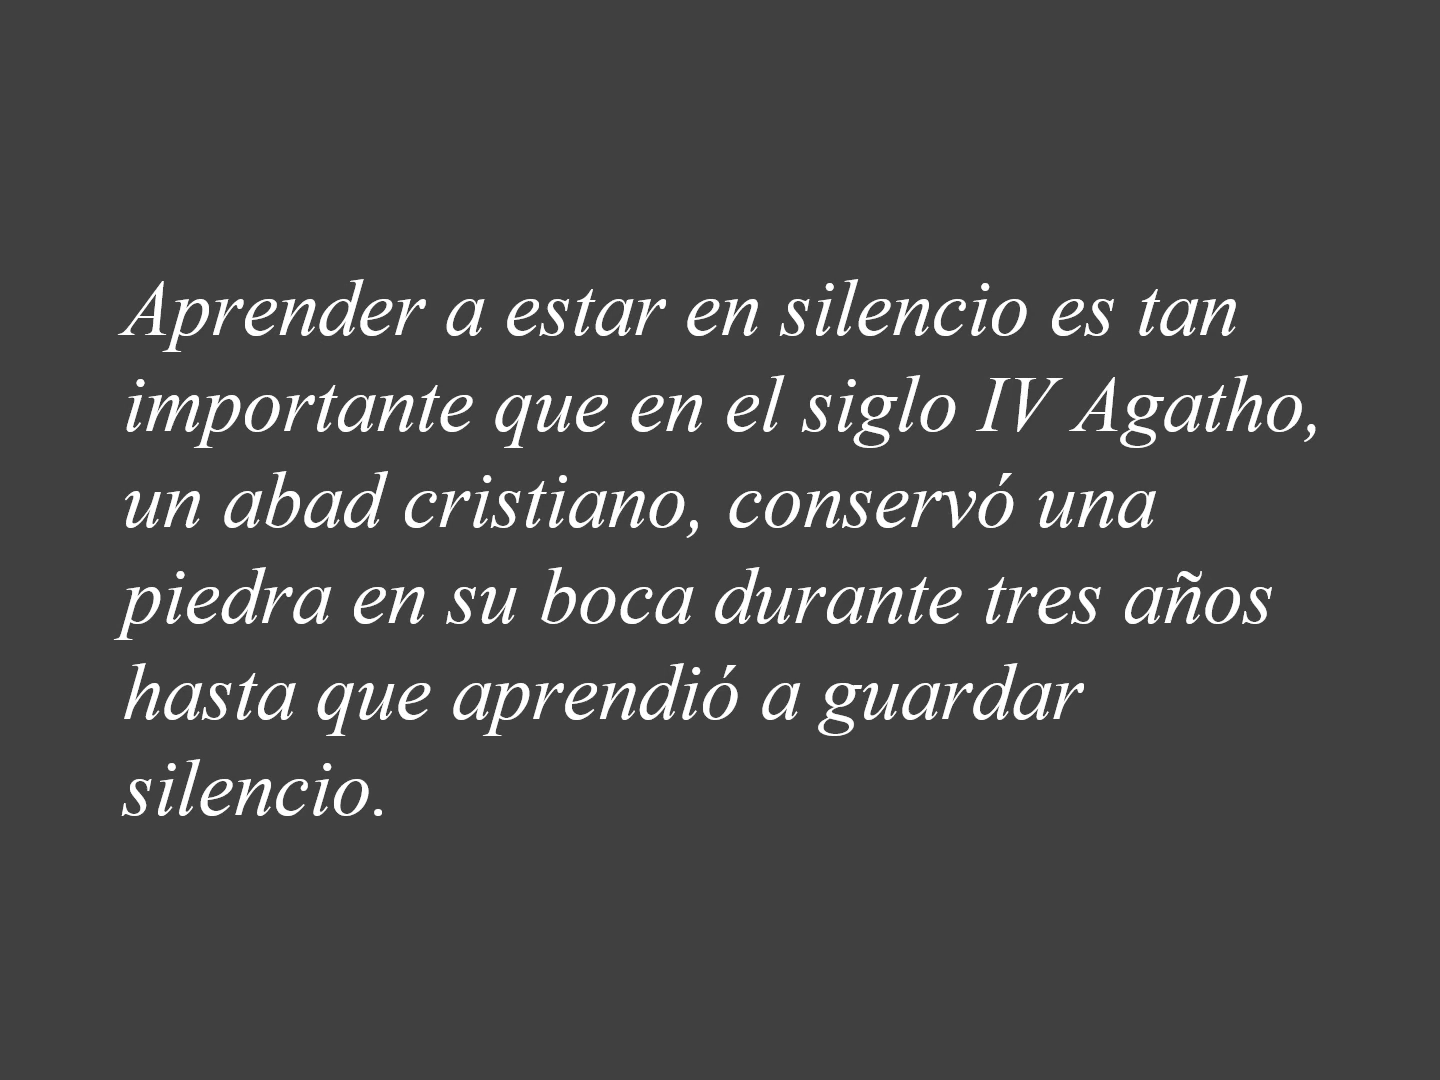 Aprender a estar en silencio es tan
importante que en el siglo IV Agatho,
un abad cristiano, conservó una
piedra en su boca durante tres años
hasta que aprendió a guardar
silencio.